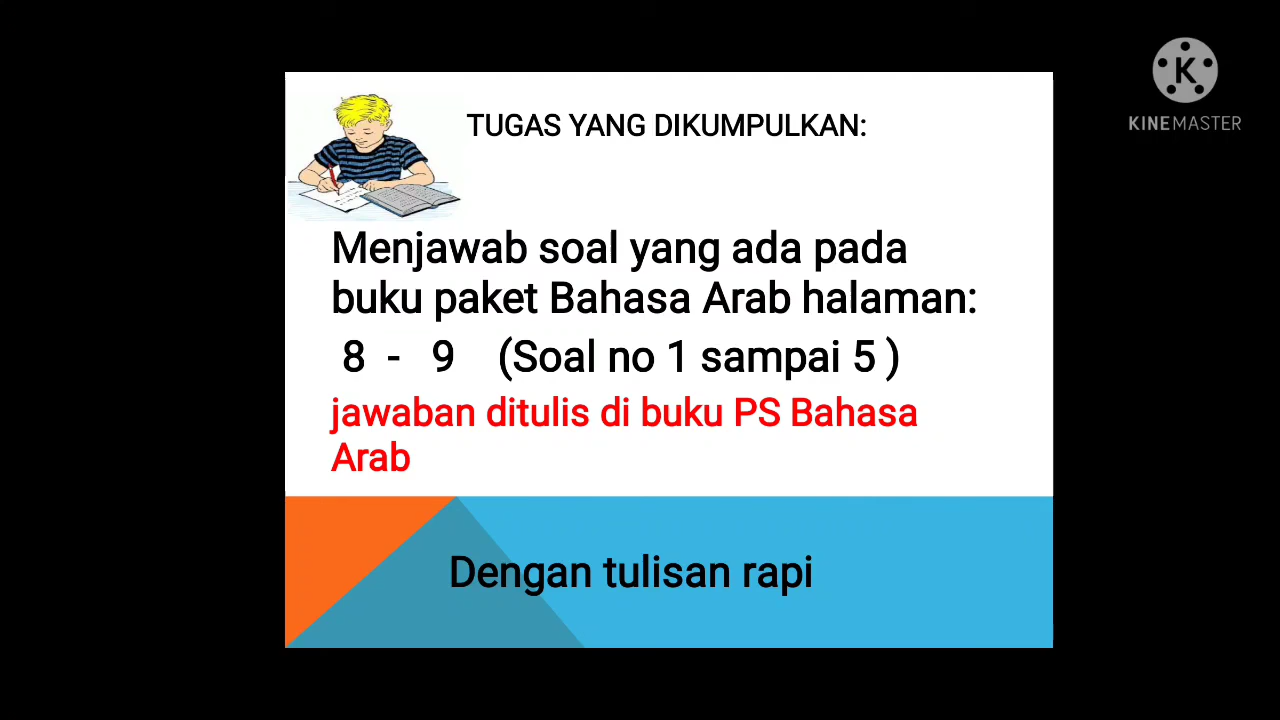 TUGAS YANG DIKUMPULKAN:
Menjawab soal yang ada pada
buku paket Bahasa Arab halaman:
8 - 9 (Soal no 1 sampai 5 )
jawaban ditulis di buku PS Bahasa
Arab
Dengan tulisan rapi
K
KINEMASTER